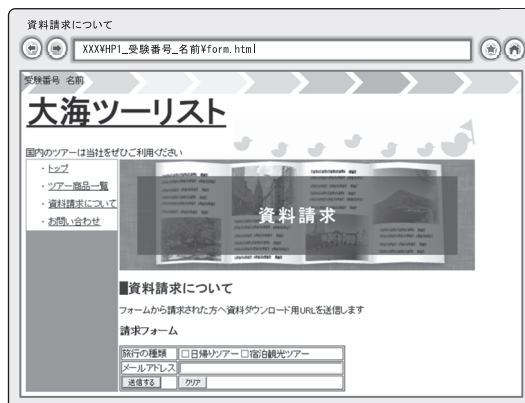 資料請求について
XXX¥HP1_受験番号_名前¥form.html
受験番号 名前
大海ツーリスト
国内のツアーは当社をぜひご利用ください
・トップ
・ツアー商品一覧
・資料請求について
・お問い合わせ
資料請求
■資料請求について
フォームから請求された方へ資料ダウンロード用URLを送信します
請求フォーム
旅行の種類 □日帰りツアー□宿泊観光ツアー
メールアドレス
送信する クリア